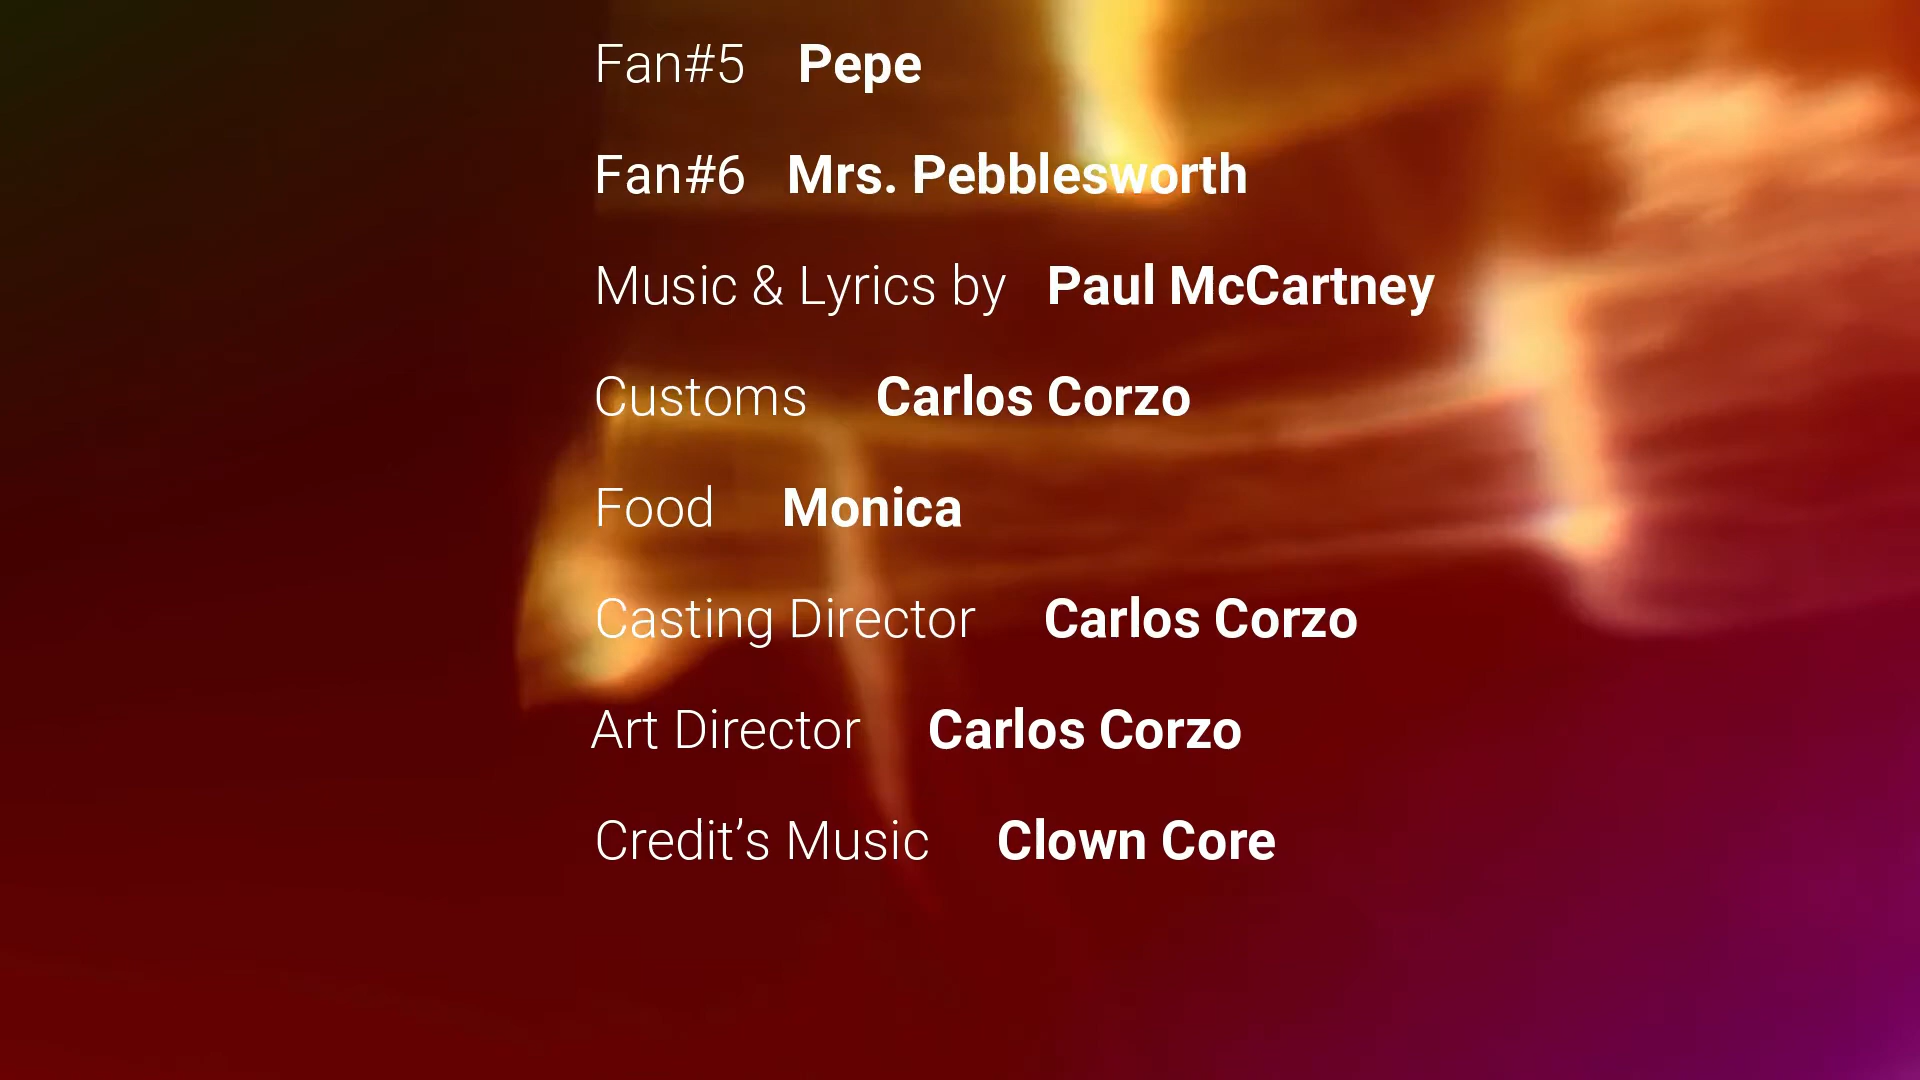 Fan#5 Pepe
Fan#6 Mrs. Pebblesworth
Music & Lyrics by Paul McCartney
Customs Carlos Corzo
Food Monica
Casting Director Carlos Corzo
Art Director Carlos Corzo
Credit’s Music Clown Core